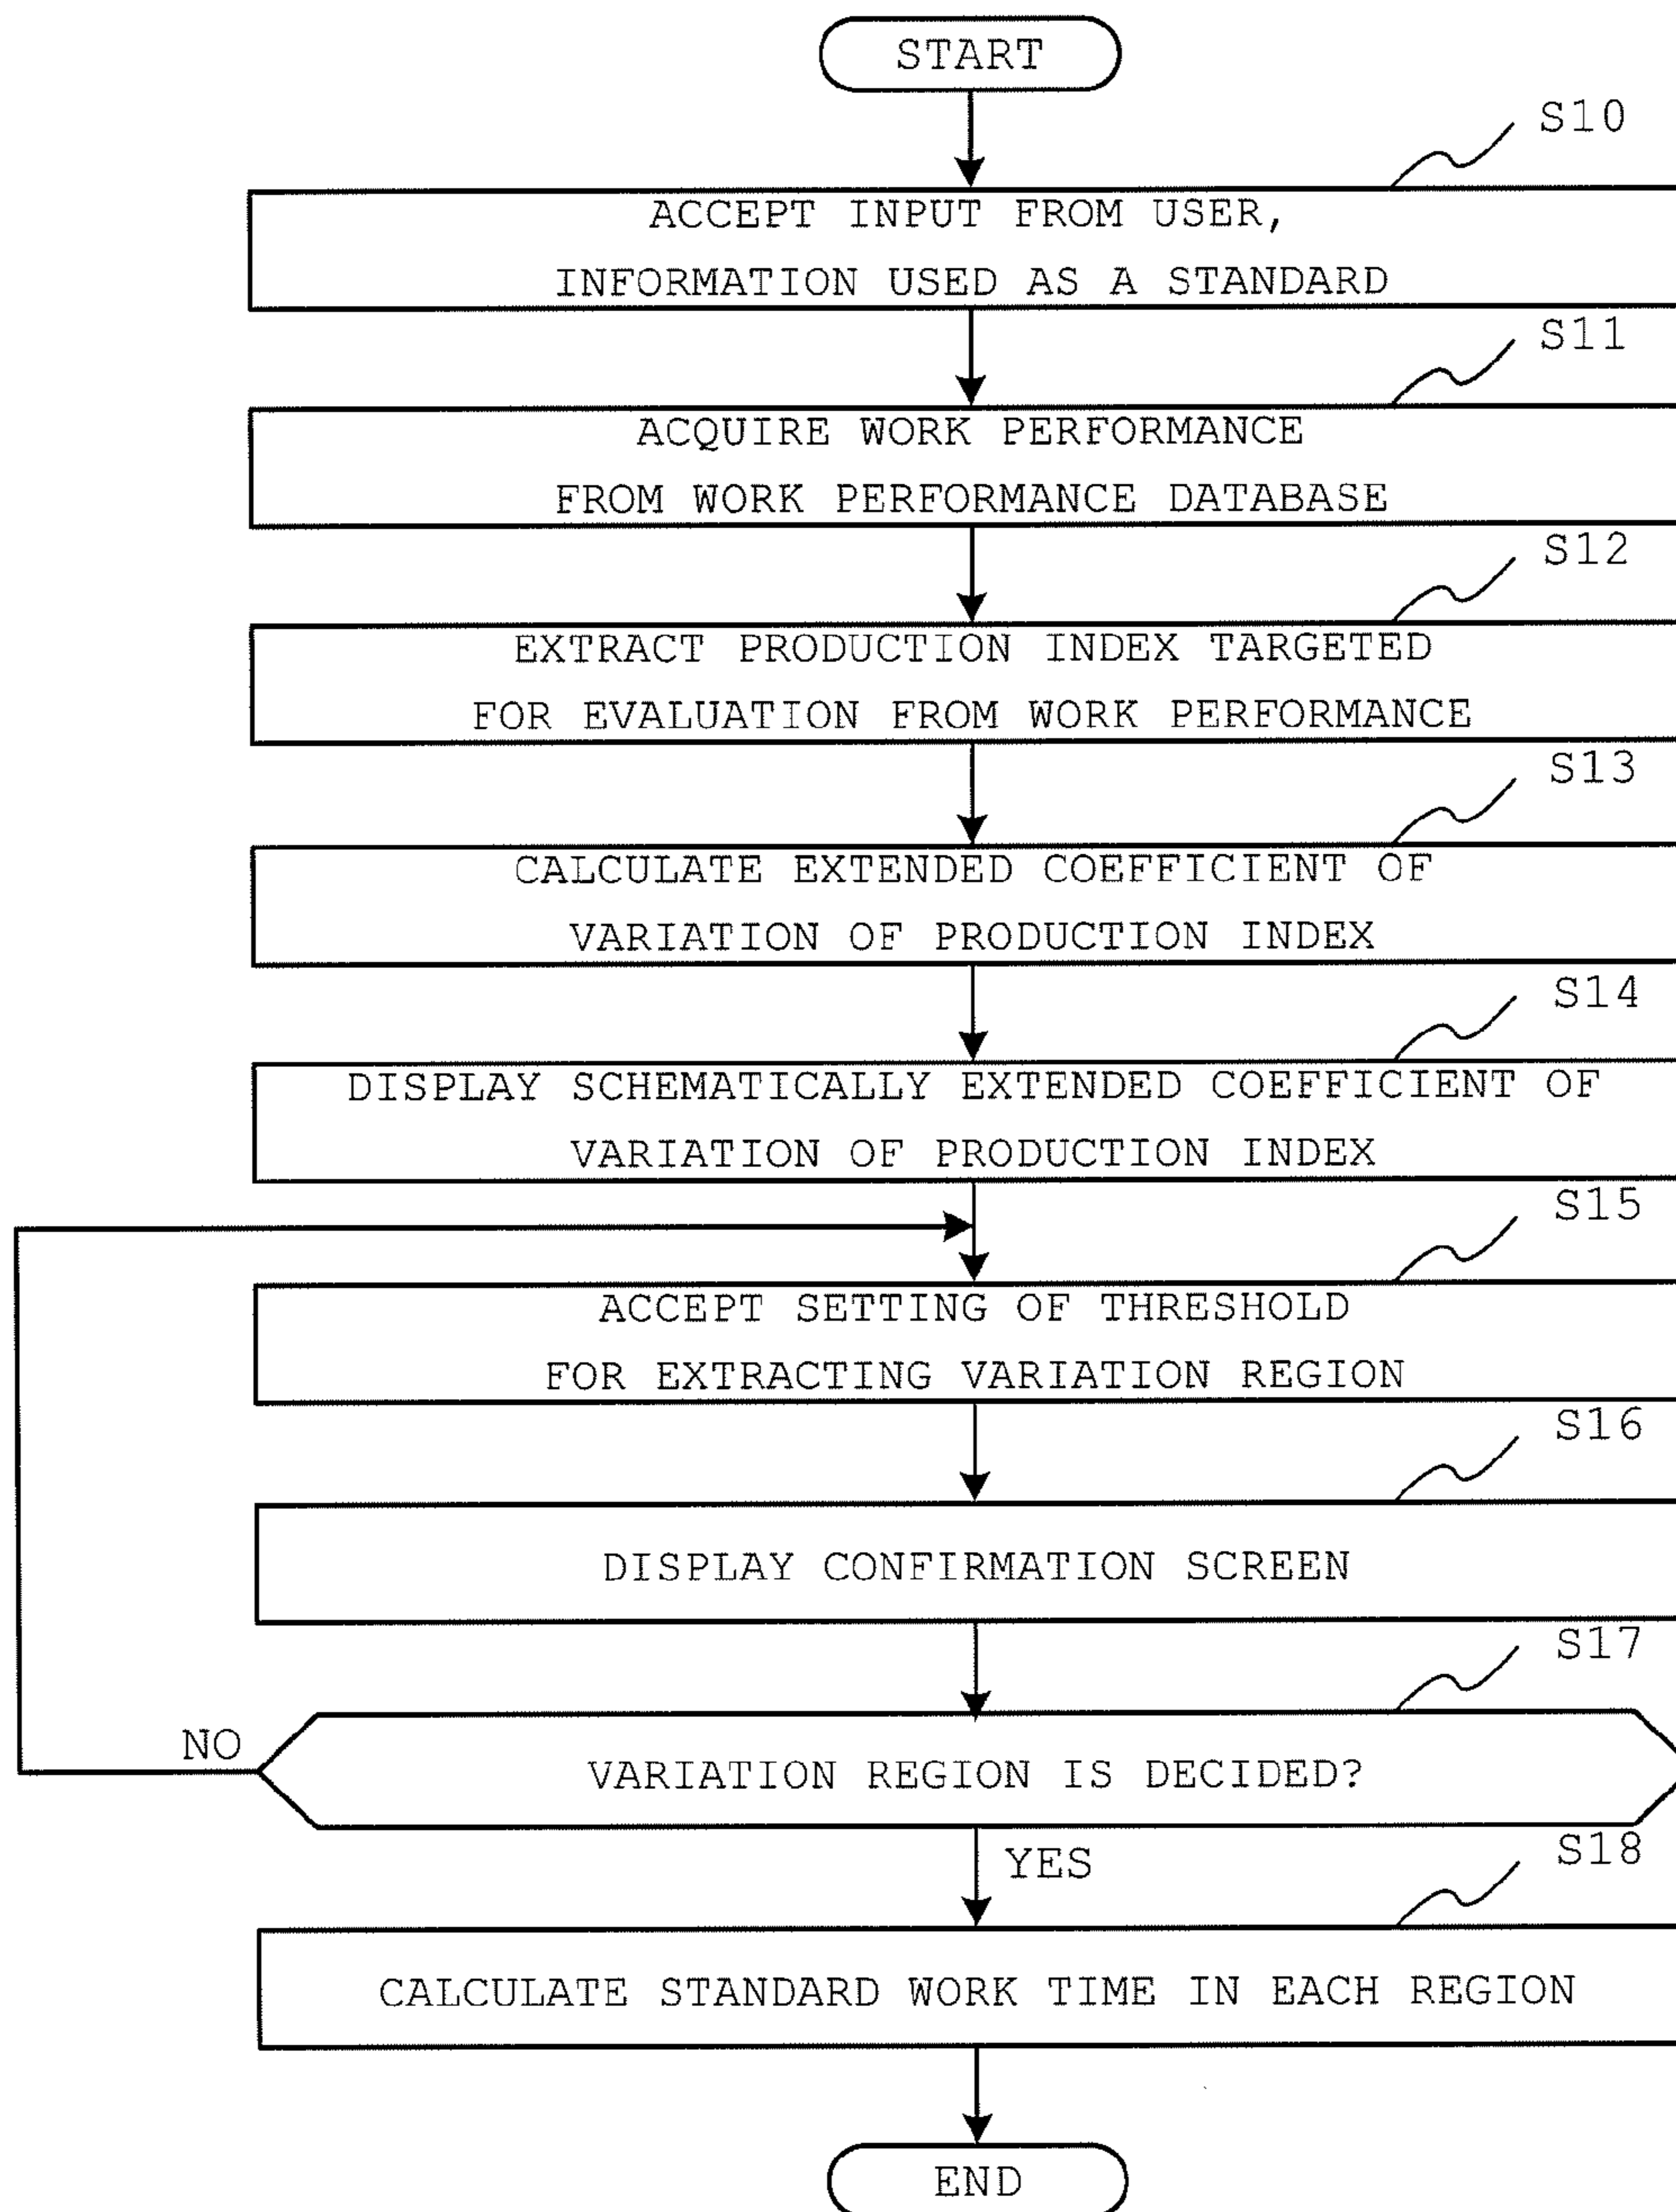 START
S10
ACCEPT INPUT FROM USER,
INFORMATION USED AS A STANDARD
S11
ACQUIRE WORK PERFORMANCE
FROM WORK PERFORMANCE DATABASE
S12
EXTRACT PRODUCTION INDEX TARGETED
FOR EVALUATION FROM WORK PERFORMANCE
S13
CALCULATE EXTENDED COEFFICIENT OF
VARIATION OF PRODUCTION INDEX
S14
DISPLAY SCHEMATICALLY EXTENDED COEFFICIENT OF
VARIATION OF PRODUCTION INDEX
S15
ACCEPT SETTING OF THRESHOLD
FOR EXTRACTING VARIATION REGION
S16
DISPLAY CONFIRMATION SCREEN
S17
NO
VARIATION REGION IS DECIDED?
YES
S18
CALCULATE STANDARD WORK TIME IN EACH REGION
END